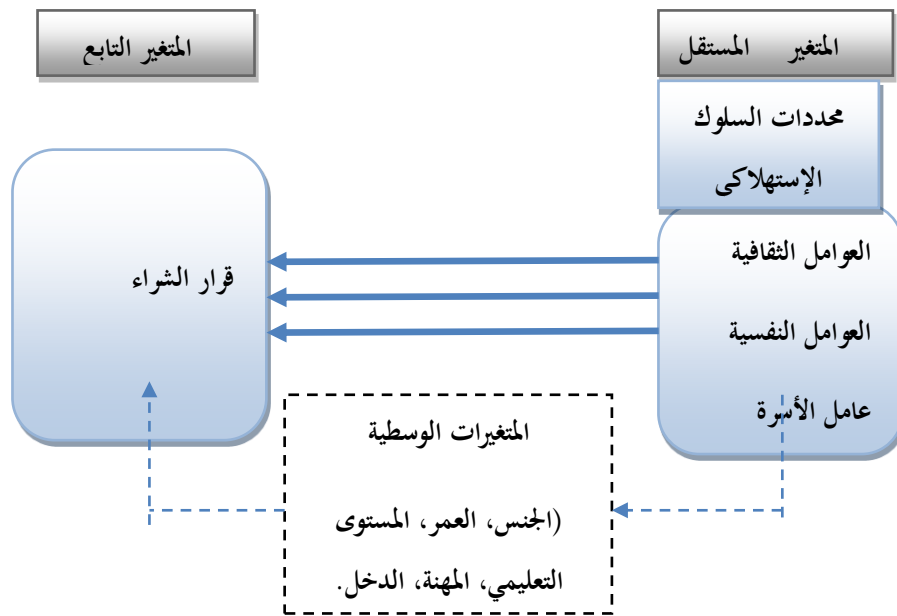 المتغير المستقل
المتغير التابع
محددات السلوك
الإستهلاكى
العوامل الثقافية
العوامل النفسية
عامل الأسرة
قرار الشراء
المتغيرات الوسطية
(الجنس، العمر، المستوى
التعليمي، المهنة، الدخل.